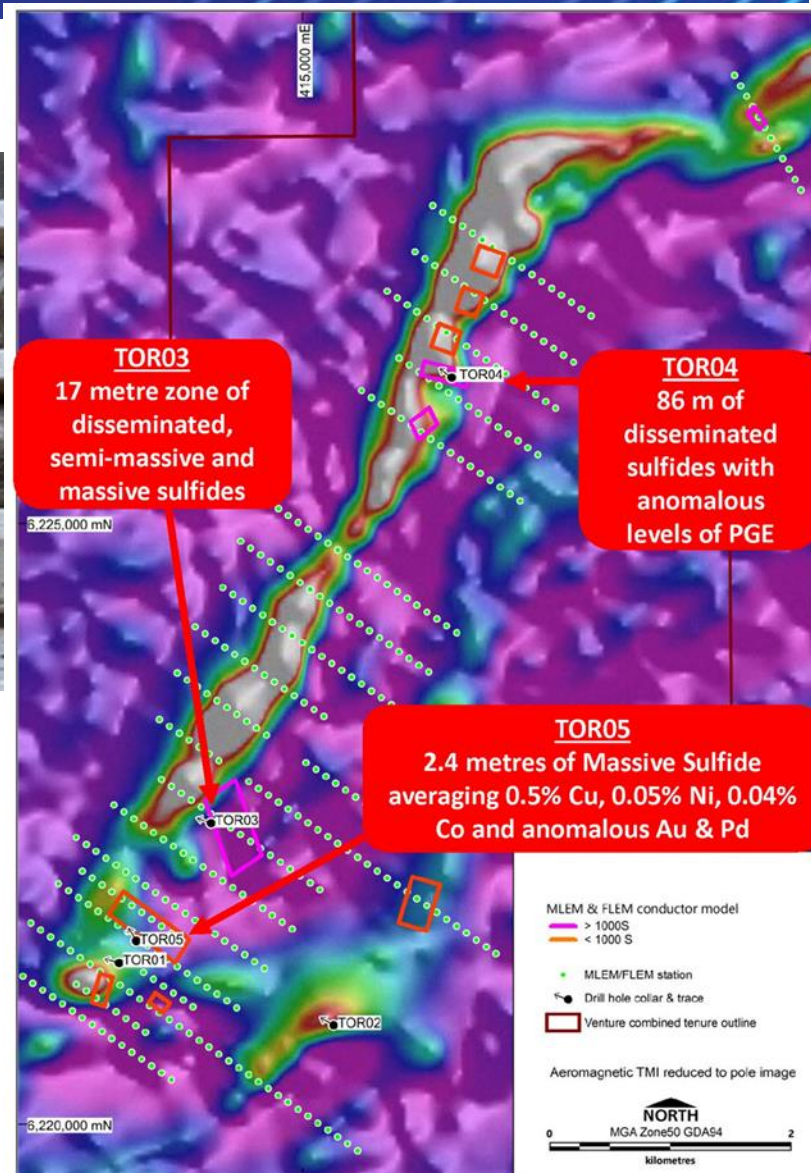 415,000 mE
TOR03
17 metre zone of
disseminated,
semi-massive and
massive sulfides
TOR04
TOR04
86 m of
disseminated
sulfides with
anomalous
levels of PGE
6,225,000 mN
TOR05
2.4 metres of Massive Sulfide
averaging 0.5% Cu, 0.05% Ni, 0.04%
Co and anomalous Au & Pd
TOR03
TOR05
TOR01
TOR02
6,220,000 mN
MLEM & FLEM conductor model
> 1000S
< 1000 S
MLEM/FLEM station
Drill hole collar & trace
Venture combined tenure outline
Aeromagnetic TMI reduced to pole image
NORTH
MGA Zone50 GDA94
0 2
kilometres